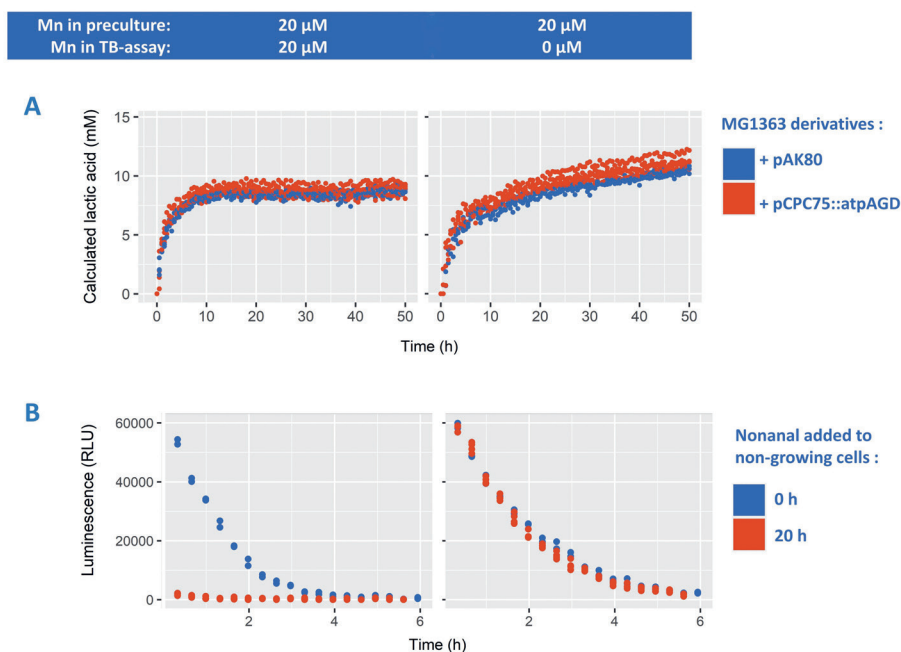 Mn in preculture: 20 µM 20 µM
Mn in TB-assay: 20 µM 0 µM
A
Calculated lactic acid (mM)
15
10
5
0
0 10 20 30 40 50 0 10 20 30 40 50
Time (h)
MG1363 derivatives :
+ pAK80
+ pCPC75::atpAGD
B
Luminescence (RLU)
60000
40000
20000
0
2 4 6 2 4 6
Time (h)
Nonanal added to
non-growing cells :
0 h
20 h